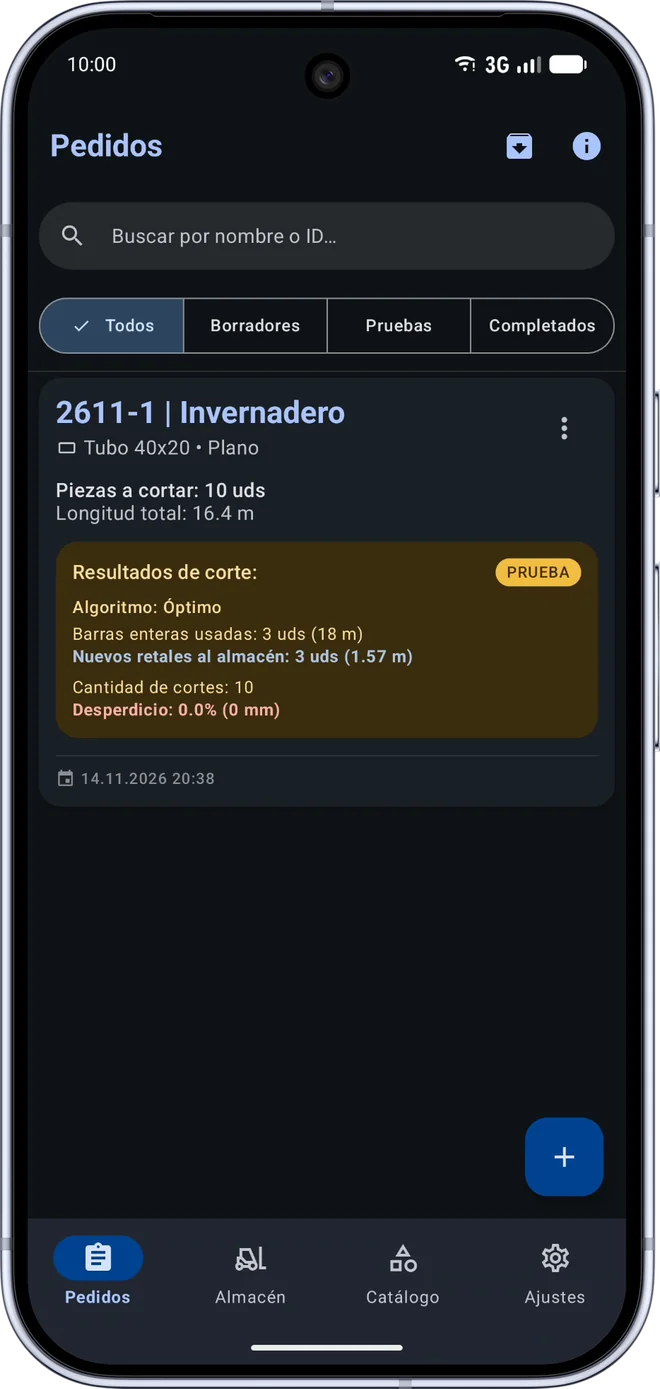 10:00
3G
Pedidos
Buscar por nombre o ID...
Todos
Borradores
Pruebas
Completados
2611-1 | Invernadero
Tubo 40x20 • Plano
Piezas a cortar: 10 uds
Longitud total: 16.4 m
Resultados de corte:
PRUEBA
Algoritmo: Óptimo
Barras enteras usadas: 3 uds (18 m)
Nuevos retales al almacén: 3 uds (1.57 m)
Cantidad de cortes: 10
Desperdicio: 0.0% (0 mm)
14.11.2026 20:38
Pedidos
Almacén
Catálogo
Ajustes